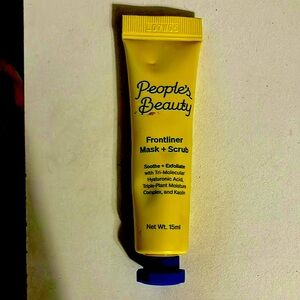 People's
Beauty
Frontliner
Mask + Scrub
Soothe + Exfoliate
with Tri-Molecular
Hyaluronic Acid,
Triple-Plant Moisture
Complex, and Kaolin
Net Wt. 15ml